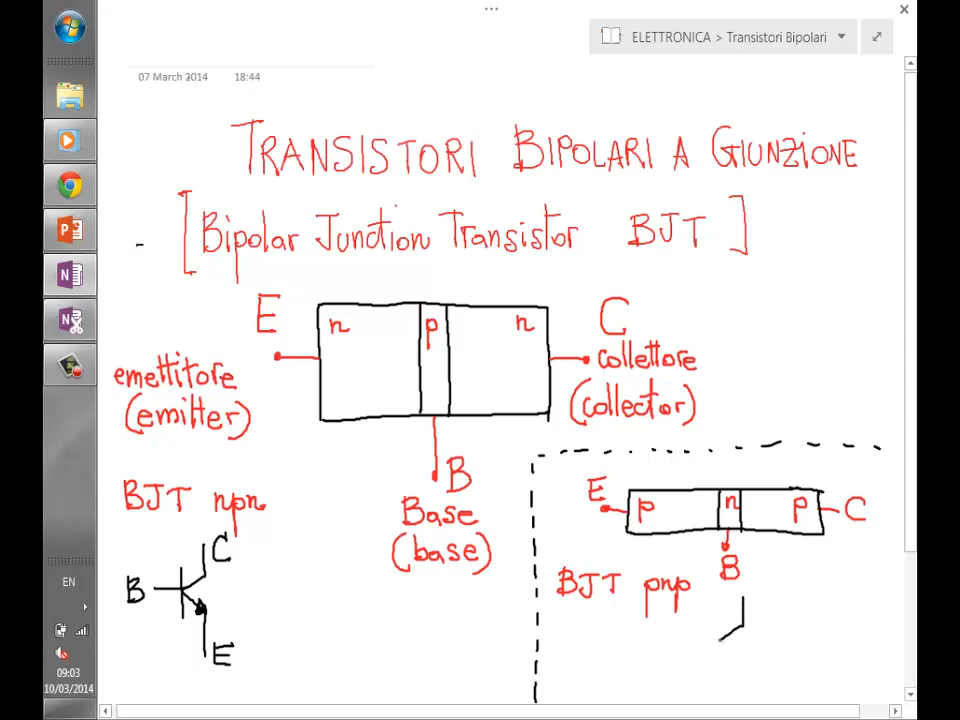 ELETTRONICA > Transistori Bipolari
07 March 2014 18:44
TRANSISTORI BIPOLARI A GIUNZIONE
[Bipolar Junction Transistor BJT]
E
n
p
n
C
emettitore
(emitter)
collettore
(collector)
B
Base
(base)
BJT npn
C
B
E
E
p
n
p
C
B
BJT pnp
EN
09:03
10/03/2014